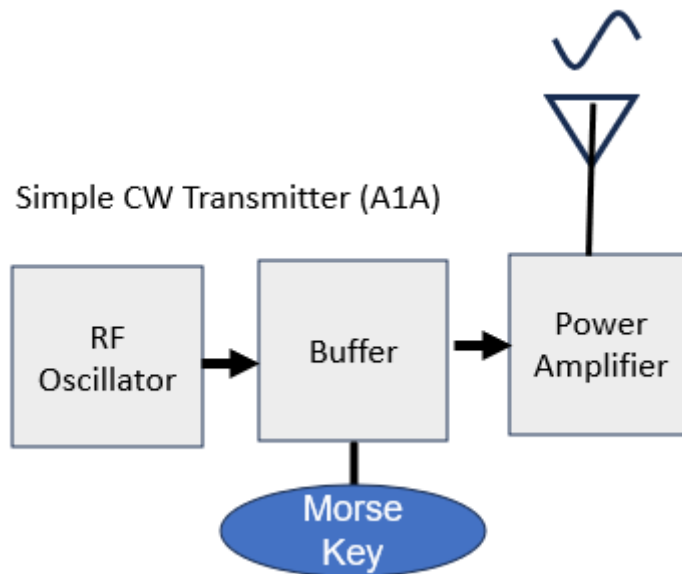 Simple CW Transmitter (A1A)
RF
Oscillator
Buffer
Power
Amplifier
Morse
Key